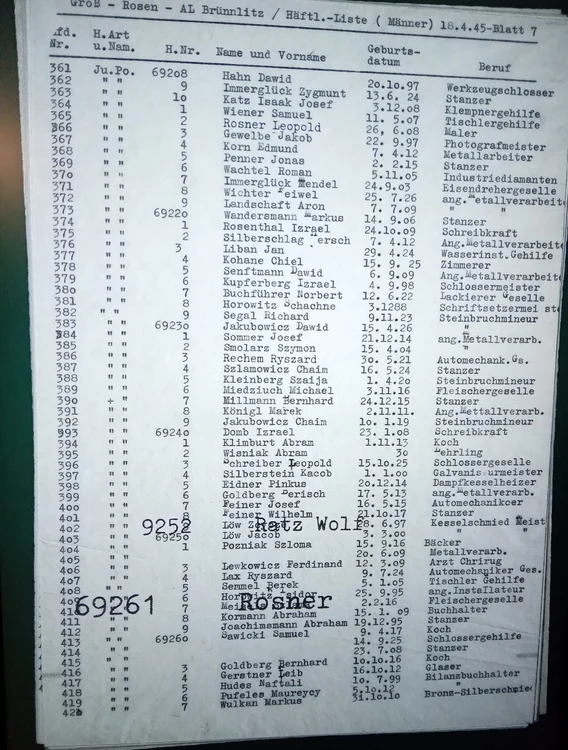 Groß - Rosen - AL Brünnlitz / Häftl.-Liste ( Männer) 18.4.45-Blatt 7
Lfd. Nr. H.Art u.Nam. H.Nr. Name und Vorname Geburts-datum Beruf
361 Ju.Po. 69208 Hahn Dawid 20.10.97 Werkzeugschlosser
362 " " 9 Immerglück Zygmunt 13.6. 24 Stanzer
363 " " 10 Katz Isaak Josef 3.12.08 Klempnergehilfe
364 " " 1 Wiener Samuel 11. 5.07 Tischlergehilfe
365 " " 2 Rosner Leopold 26, 6.08 Maler
366 " " 3 Gewelbe Jakob 22. 9.97 Photografmeister
367 " " 4 Korn Edmund 7. 4.12 Metallarbeiter
368 " " 5 Penner Jonas 2. 2.15 Stanzer
369 " " 6 Wachtel Roman 5.11.05 Industriediamanten
370 " " 7 Immerglück Mendel 24.9.03 Eisendrehergeselle
371 " " 8 Wichter Feiwel 25. 7.26 ang.Metallverarbeite
372 " " 9 Landschaft Aron 7. 7.09 " "
373 " " 69220 Wandersmann Markus 14. 9.06 Stanzer
374 " " 1 Rosenthal Izrael 24.10.09 Schreibkraft
375 " " 2 Silberschlag Hersch 7. 4.12 Ang.Metallverarbeit
376 " " 3 Liban Jan 29. 4.24 Wasserinst.Gehilfe
377 " " 4 Kohane Chiel 15. 9. 25 Zimmerer
378 " " 5 Senftmann Dawid 6. 9.09 Ang.Metallverarbeit
379 " " 6 Kupferberg Izrael 4. 9.98 Schlossermeister
380 " " 7 Buchführer Norbert 12. 6.22 Lackierer Geselle
381 " " 8 Horowitz Schachne 3.1288 Schriftsetzermei st
382 " " 9 Segal Richard 9.11.23 Steinbruchmineur
383 " " 69230 Jakubowicz Dawid 15. 4.26 "
384 " " 1 Sommer Josef 21.12.14 ang.Metallverarb.
385 " " 2 Smolarz Szymon 15. 4.04 "
386 " " 3 Rechem Ryszard 30. 5.21 Automechank.Gs.
387 " " 4 Szlamowicz Chaim 16. 5.24 Stanzer
388 " " 5 Kleinberg Szaija 1. 4.20 Steinbruchmineur
389 " " 6 Miedziuch Michael 3.11.16 Fleischergeselle
390 + " 7 Millmann Bernhard 24.12.15 Stanzer
391 " " 8 Königl Marek 2.11.11. Ang.Metallverarb.
392 " " 9 Jakubowicz Chaim 10. 1.19 Steinbruchmineur
393 " " 69240 Domb Izrael 23. 1.08 Schreibkraft
394 " " 1 Klimburt Abram 1.11.13 Koch
395 " " 2 Wisniak Abram 30 Lehrling
396 " " 3 Schreiber Leopold 15.10.25 Schlossergeselle
397 " " 4 Silberstein Kacob 1. 1.00 Galvanis urmeister
398 " " 5 Eidner Pinkus 20.12.14 Dampfkesselheizer
399 " " 6 Goldberg Perisch 17. 5.13 ang.Metallverarb.
400 " " 7 Feiner Josef 16. 5.15 Automechanikcer
401 " " 8 Feiner Wilhelm 21.10.17 Stanzer
402 " " Löw 28. 6.97 Kesselschmied Meist
9252 Ratz Wolf
403 " " 69250 Löw Jacob 3. 3.00 " "
404 " " 1 Pozniak Szloma 15. 9.16 Bäcker
405 " " 20. 6.09 Metallverarb.
406 " " 3 Lewkowicz Ferdinand 12. 3.09 Arzt Chrirug
407 " " 4 Lax Ryszard 9. 7.24 Automechaniker Ges.
408 " " 5 Semmel Berek 5. 1.05 Tischler Gehilfe
409 " " 6 Horowitz Isidor 25. 9.95 ang.Installateur
69261 Rosner
410 " " 7 2.2.16 Fleischergeselle
411 " " 8 Kormann Abraham 15. 1. 09 Buchhalter
412 " " 9 Joachimsmann Abraham 19.12.95 Stanzer
413 " " 69260 Sawicki Samuel 9. 4.17 Koch
414 " " 14. 9.25 Schlossergehilfe
415 " " 23. 7.08 Stanzer
416 " " 3 Goldberg Bernhard 10.10.16 Koch
417 " " 4 Gerstner Leib 16.10.12 Glaser
418 " " 5 Hudes Naftali 10. 7.99 Bilanzbuchhalter
419 " " 6 Pufeles Maureycy 5.10.12 "
420 " " 7 Wulkan Markus 31.10.10 Bronz-Silberschmied